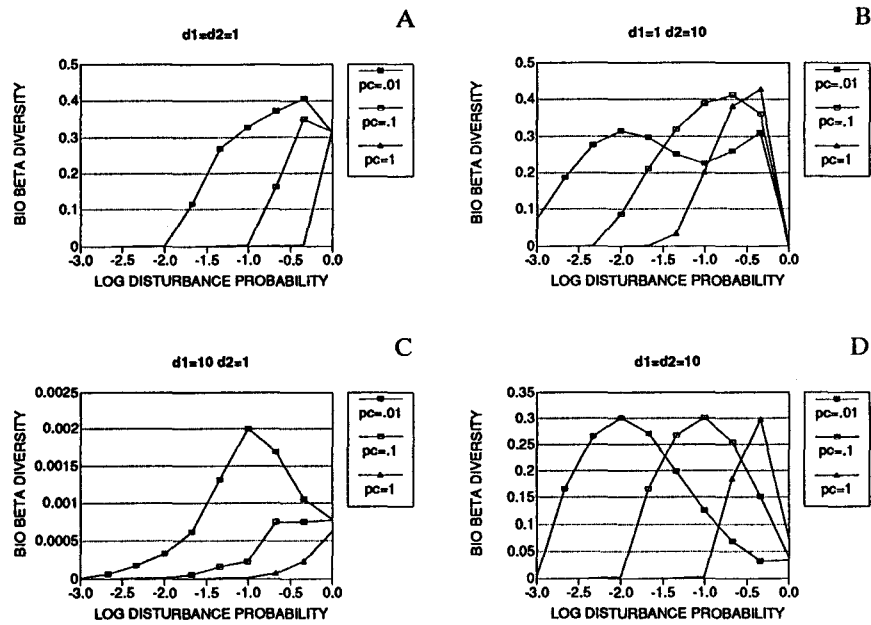 A
d1=d2=1
BIO BETA DIVERSITY
0.5
0.4
0.3
0.2
0.1
0
-3.0 -2.5 -2.0 -1.5 -1.0 -0.5 0.0
LOG DISTURBANCE PROBABILITY
pc=.01
pc=.1
pc=1
B
d1=1 d2=10
BIO BETA DIVERSITY
0.5
0.4
0.3
0.2
0.1
0
-3.0 -2.5 -2.0 -1.5 -1.0 -0.5 0.0
LOG DISTURBANCE PROBABILITY
pc=.01
pc=.1
pc=1
C
d1=10 d2=1
BIO BETA DIVERSITY
0.0025
0.002
0.0015
0.001
0.0005
0
-3.0 -2.5 -2.0 -1.5 -1.0 -0.5 0.0
LOG DISTURBANCE PROBABILITY
pc=.01
pc=.1
pc=1
D
d1=d2=10
BIO BETA DIVERSITY
0.35
0.3
0.25
0.2
0.15
0.1
0.05
0
-3.0 -2.5 -2.0 -1.5 -1.0 -0.5 0.0
LOG DISTURBANCE PROBABILITY
pc=.01
pc=.1
pc=1